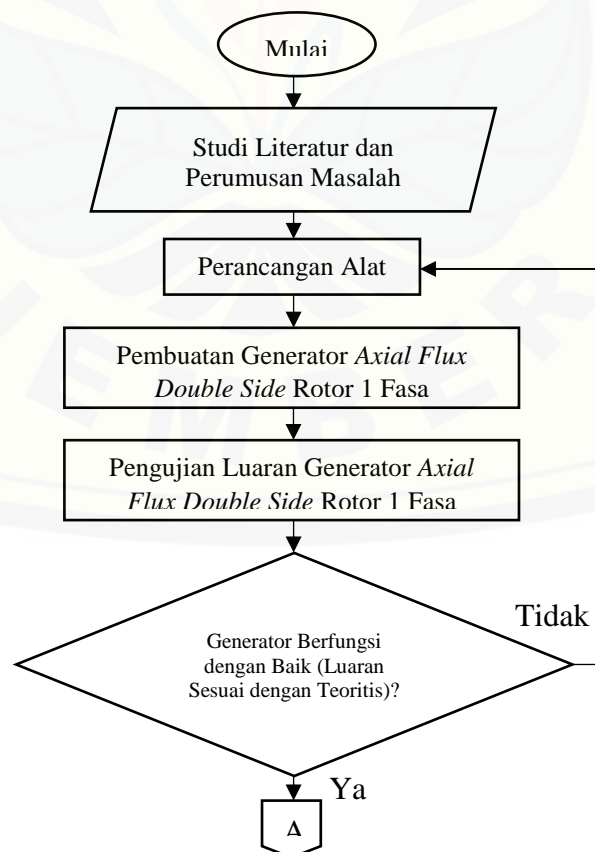 Mulai
Studi Literatur dan
Perumusan Masalah
Perancangan Alat
Pembuatan Generator Axial Flux
Double Side Rotor 1 Fasa
Pengujian Luaran Generator Axial
Flux Double Side Rotor 1 Fasa
Tidak
Generator Berfungsi
dengan Baik (Luaran
Sesuai dengan Teoritis)?
Ya
A